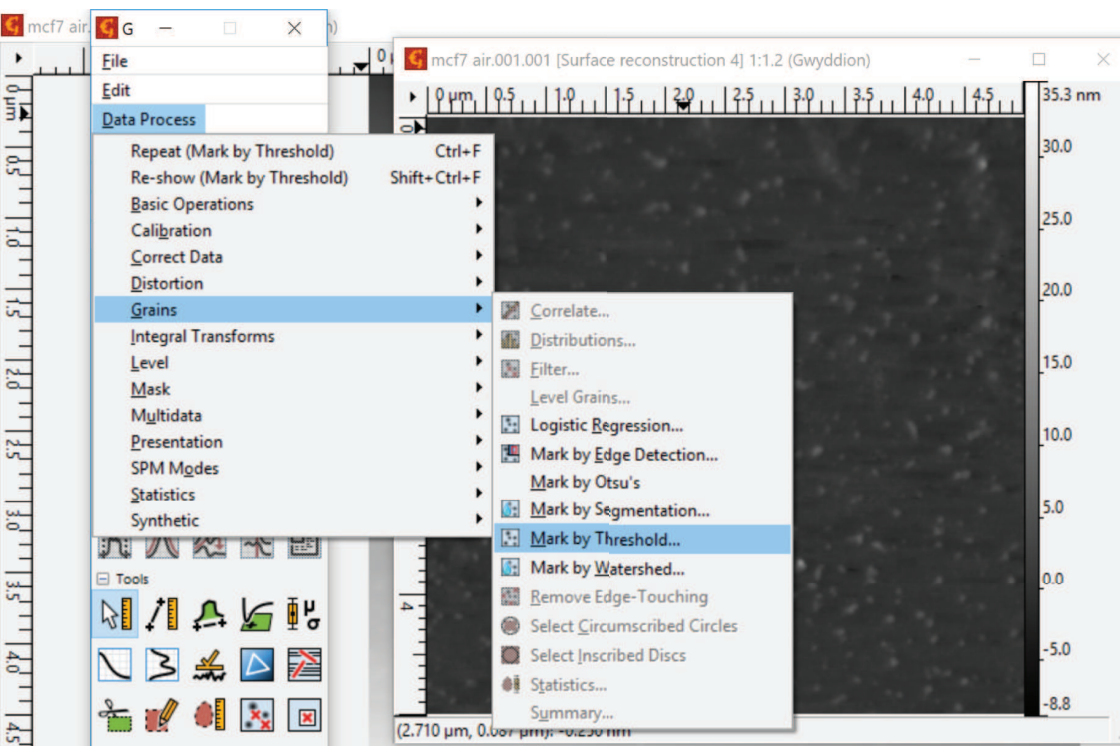 mcf7 air.
G
File
Edit
Data Process
Repeat (Mark by Threshold) Ctrl+F
Re-show (Mark by Threshold) Shift+Ctrl+F
Basic Operations
Calibration
Correct Data
Distortion
Grains
Integral Transforms
Level
Mask
Multidata
Presentation
SPM Modes
Statistics
Synthetic
Tools
μ
σ
0 μm
0.5
1.0
1.5
2.0
2.5
3.0
3.5
4.0
4.5
mcf7 air.001.001 [Surface reconstruction 4] 1:1.2 (Gwyddion)
0 μm 0.5 1.0 1.5 2.0 2.5 3.0 3.5 4.0 4.5
0
4
Correlate...
Distributions...
Filter...
Level Grains...
Logistic Regression...
Mark by Edge Detection...
Mark by Otsu's
Mark by Segmentation...
Mark by Threshold...
Mark by Watershed...
Remove Edge-Touching
Select Circumscribed Circles
Select Inscribed Discs
Statistics...
Summary...
35.3 nm
30.0
25.0
20.0
15.0
10.0
5.0
0.0
-5.0
-8.8
(2.710 μm, 0.087 μm): -0.250 nm